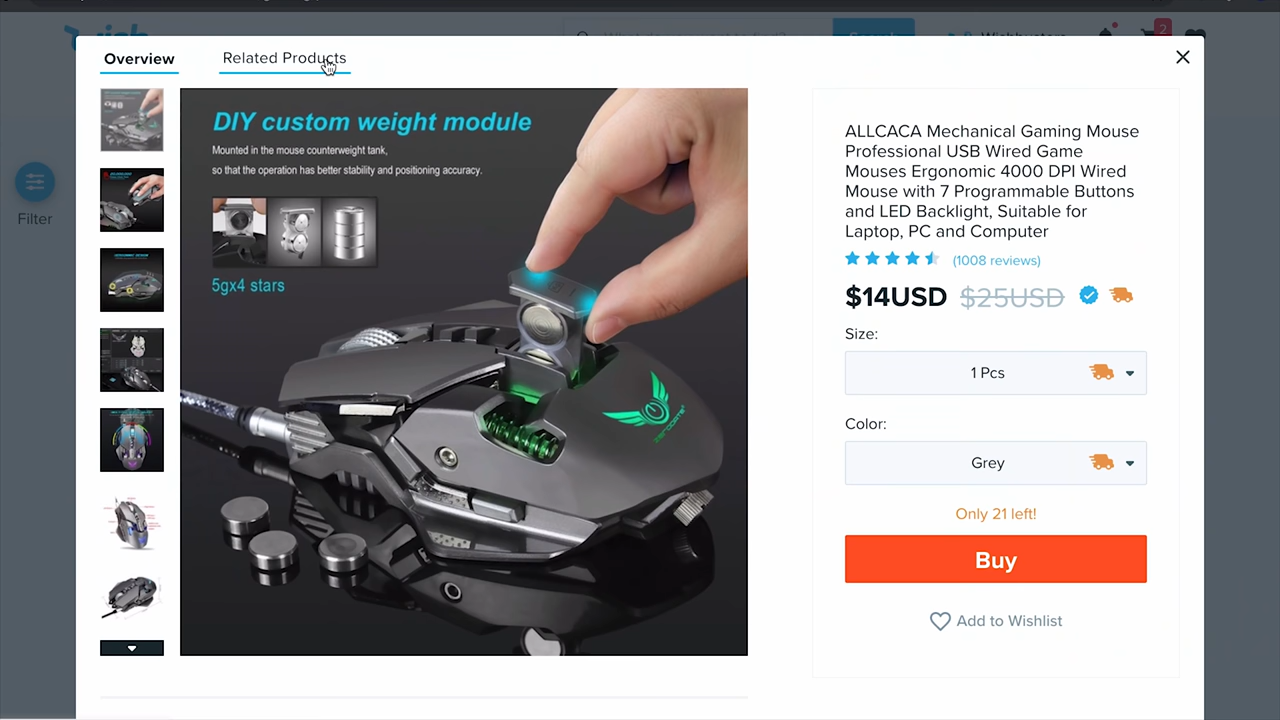 Overview
Related Products
Filter
DIY custom weight module
Mounted in the mouse counterweight tank,
so that the operation has better stability and positioning accuracy.
5gx4 stars
ALLCACA Mechanical Gaming Mouse
Professional USB Wired Game
Mouses Ergonomic 4000 DPI Wired
Mouse with 7 Programmable Buttons
and LED Backlight, Suitable for
Laptop, PC and Computer
(1008 reviews)
$14USD $25USD
Size:
1 Pcs
Color:
Grey
Only 21 left!
Buy
Add to Wishlist
2